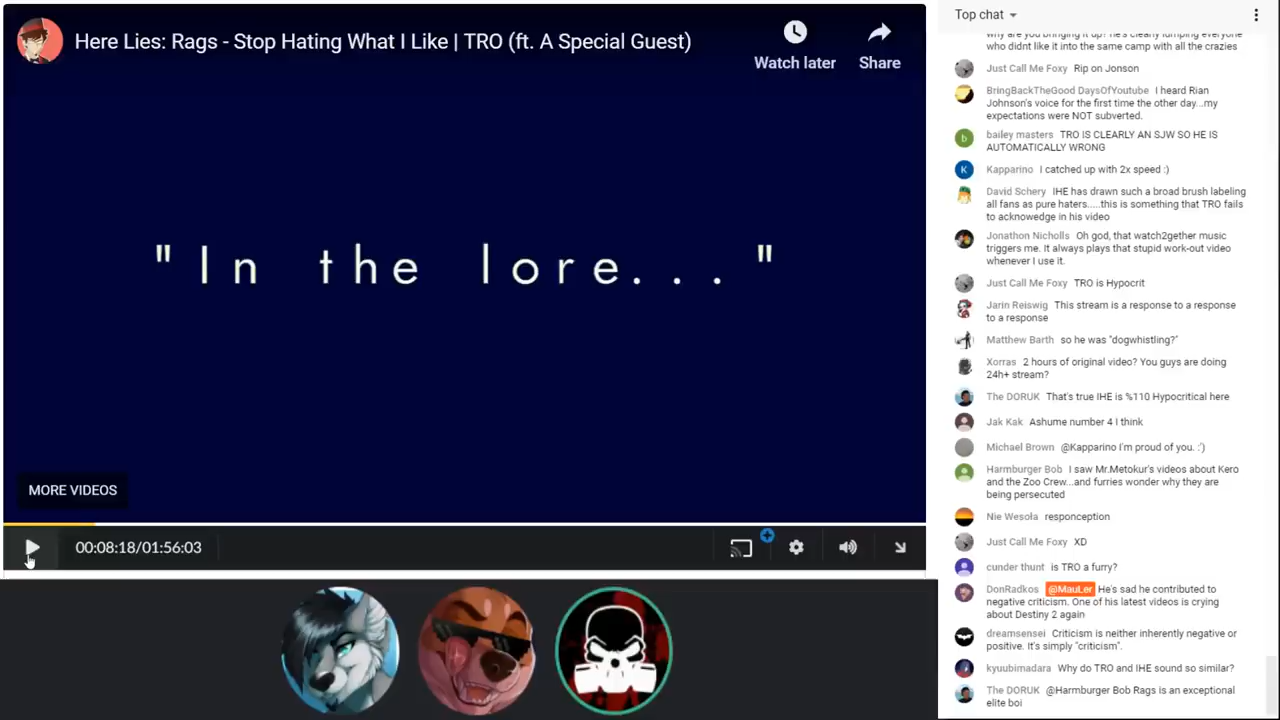 Here Lies: Rags - Stop Hating What I Like | TRO (ft. A Special Guest)
Watch later
Share
"In the lore..."
MORE VIDEOS
00:08:18/01:56:03
Top chat
why are you bringing it up? he's clearly lumping everyone
who didnt like it into the same camp with all the crazies
Just Call Me Foxy Rip on Jonson
BringBackTheGood DaysOfYoutube I heard Rian
Johnson's voice for the first time the other day...my
expectations were NOT subverted.
b
bailey masters TRO IS CLEARLY AN SJW SO HE IS
AUTOMATICALLY WRONG
K
Kapparino I catched up with 2x speed :)
David Schery IHE has drawn such a broad brush labeling
all fans as pure haters.....this is something that TRO fails
to acknowedge in his video
Jonathon Nicholls Oh god, that watch2gether music
triggers me. It always plays that stupid work-out video
whenever I use it.
Just Call Me Foxy TRO is Hypocrit
Jarin Reiswig This stream is a response to a response
to a response
Matthew Barth so he was "dogwhistling?"
Xorras 2 hours of original video? You guys are doing
24h+ stream?
The DORUK That's true IHE is %110 Hypocritical here
Jak Kak Ashume number 4 I think
Michael Brown @Kapparino I'm proud of you. :')
Harmburger Bob I saw Mr.Metokur's videos about Kero
and the Zoo Crew...and furries wonder why they are
being persecuted
Nie Wesoła responception
Just Call Me Foxy XD
cunder thunt is TRO a furry?
DonRadkos @MauLer He's sad he contributed to
negative criticism. One of his latest videos is crying
about Destiny 2 again
dreamsensei Criticism is neither inherently negative or
positive. It's simply "criticism".
kyuubimadara Why do TRO and IHE sound so similar?
The DORUK @Harmburger Bob Rags is an exceptional
elite boi